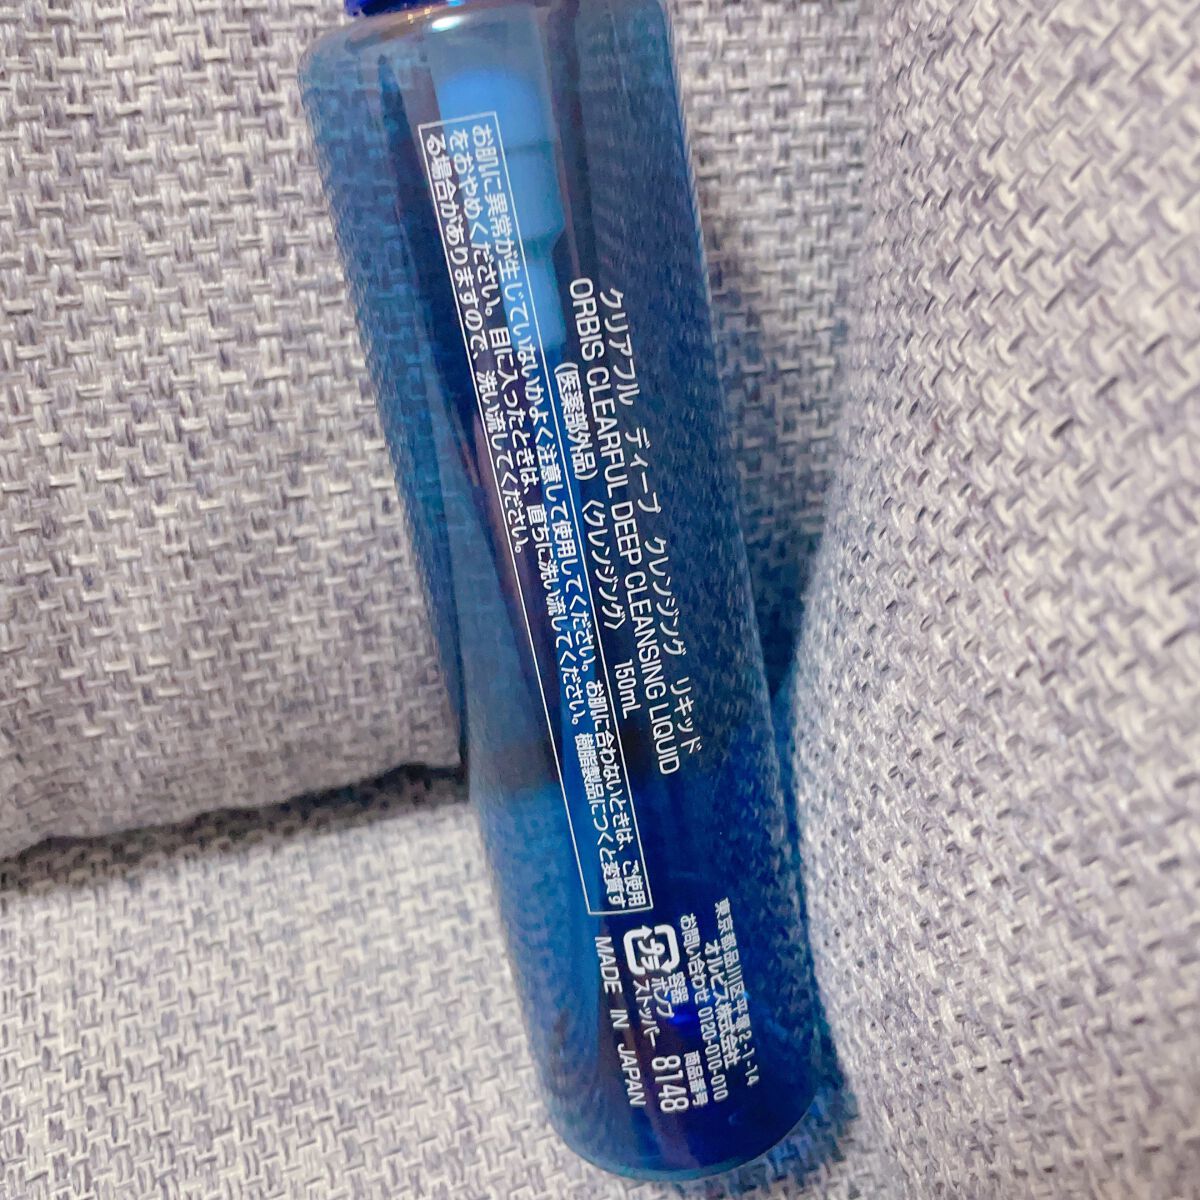 クリアフル ディープ クレンジング リキッド
ORBIS CLEARFUL DEEP CLEANSING LIQUID
(医薬部外品) 〈クレンジング〉 150mL
お肌に異常が生じていないかよく注意して使用してください。お肌に合わないときは、ご使用
をおやめください。目に入ったときは、直ちに洗い流してください。樹脂製品につくと変質す
る場合がありますので、洗い流してください。
東京都品川区平塚2-1-14
オルビス株式会社
お問い合わせ 0120-010-010
プラ
容器
ポンプ
ストッパー
商品番号
8148
MADE IN JAPAN